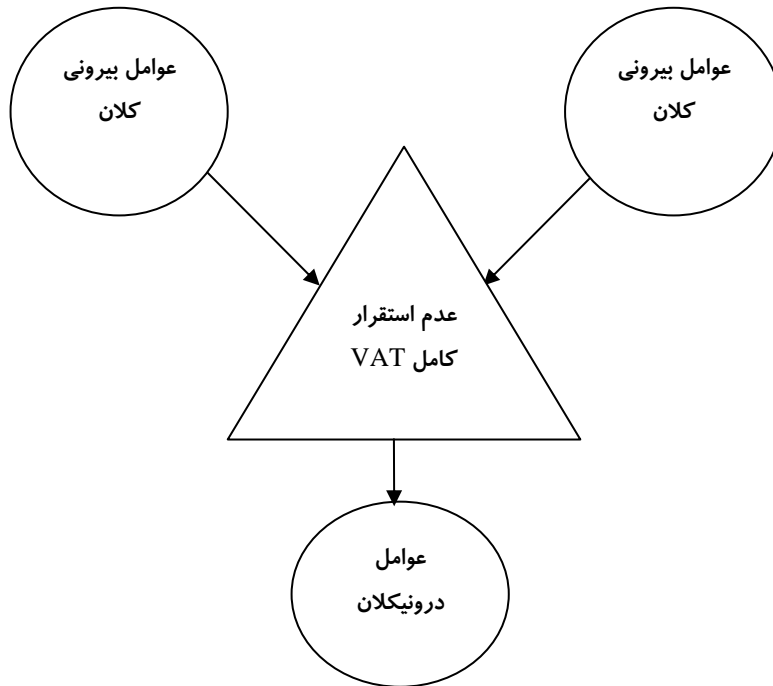 عوامل بیرونی
کلان
عوامل بیرونی
کلان
عدم استقرار
کامل VAT
عوامل
درونیکلان